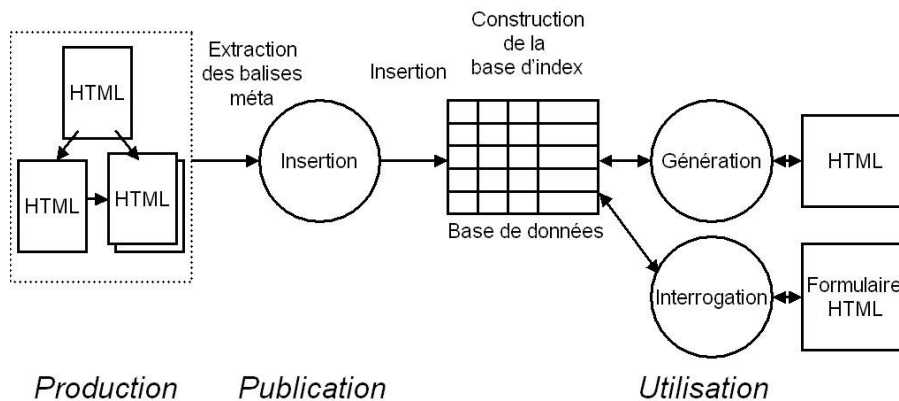 HTML
HTML
HTML
Extraction
des balises
méta
Insertion
Insertion
Construction
de la
base d'index
Base de données
Génération
HTML
Interrogation
Formulaire
HTML
Production
Publication
Utilisation